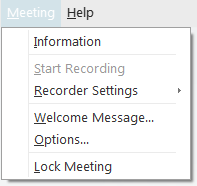 Meeting Help
Information
Start Recording
Recorder Settings
Welcome Message...
Options...
Lock Meeting